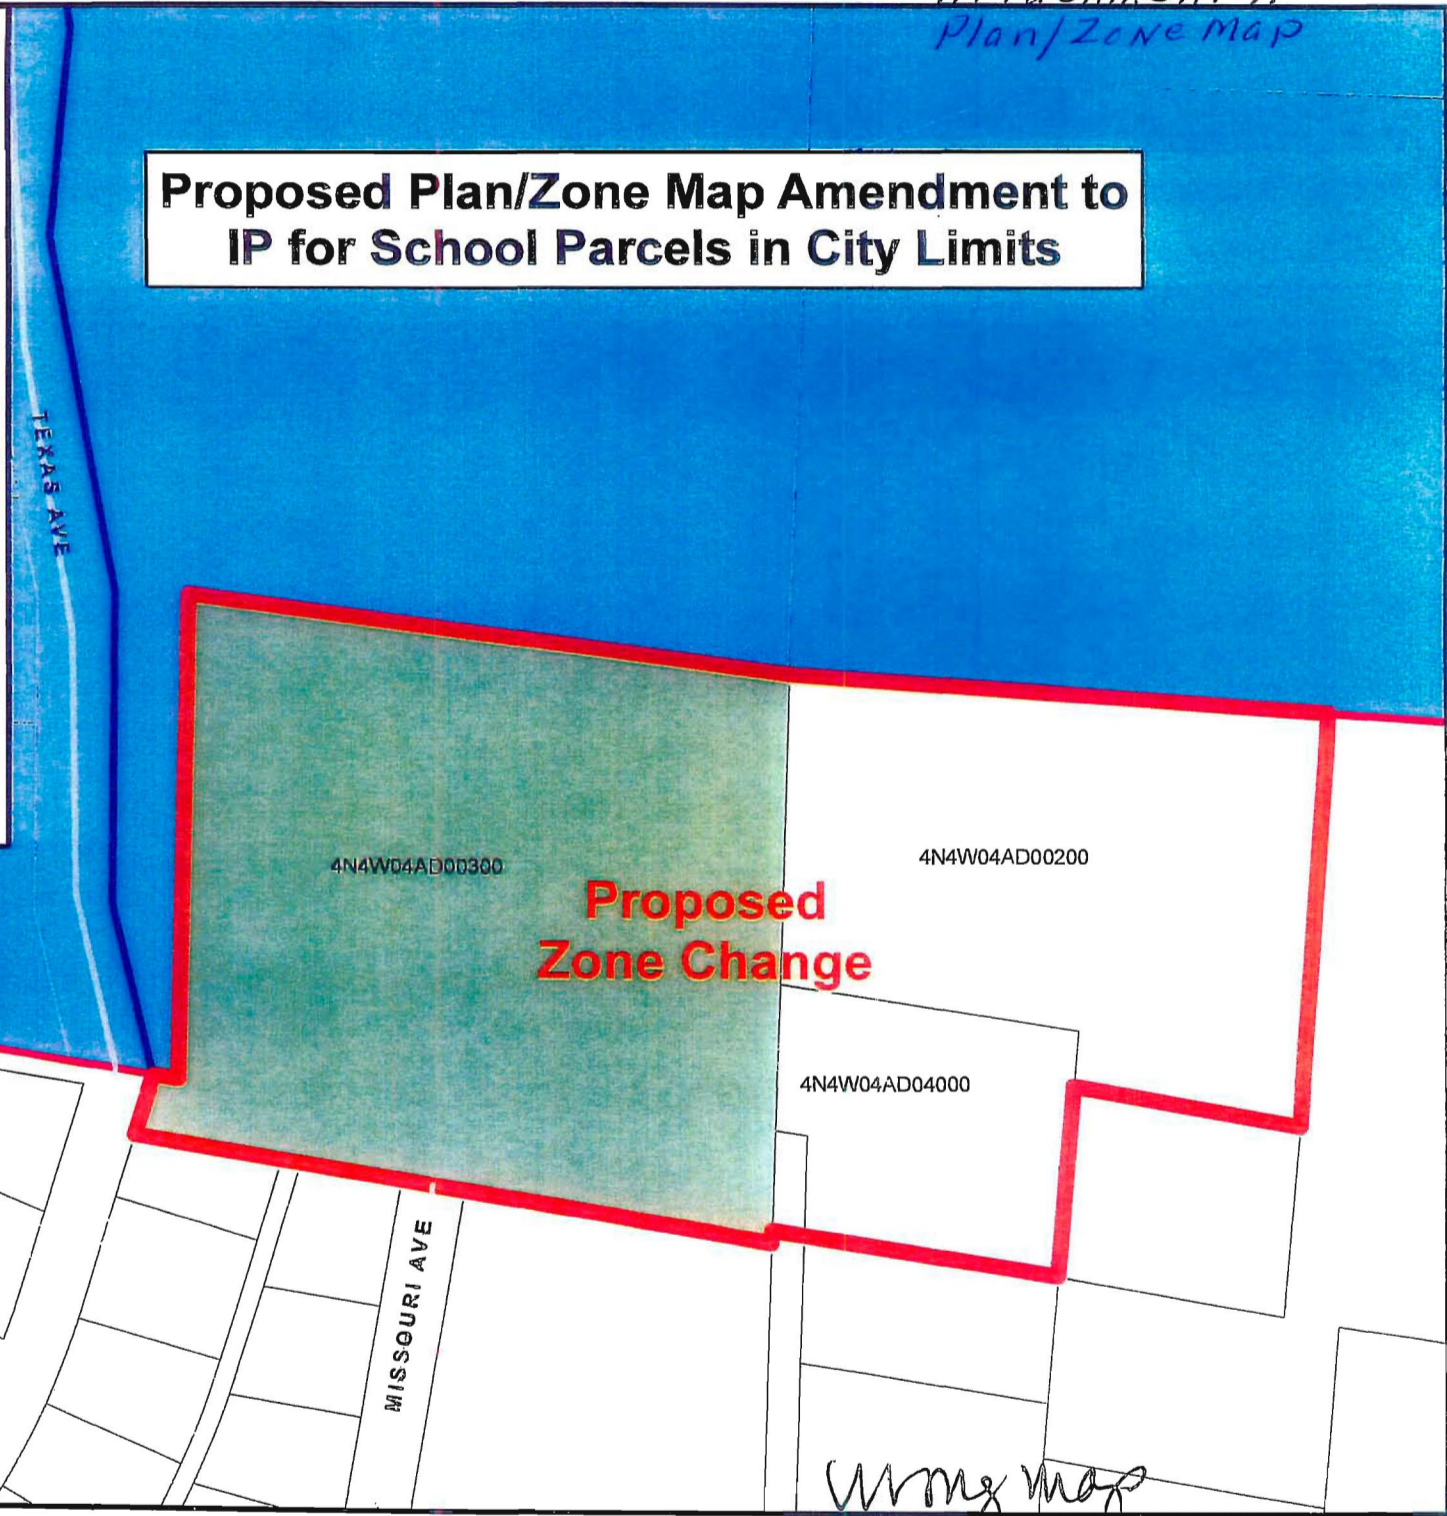 Plan/Zone Map
Proposed Plan/Zone Map Amendment to
IP for School Parcels in City Limits
TEXAS AVE
4N4W04AD00300
4N4W04AD00200
Proposed
Zone Change
4N4W04AD04000
MISSOURI AVE
Wrong Map